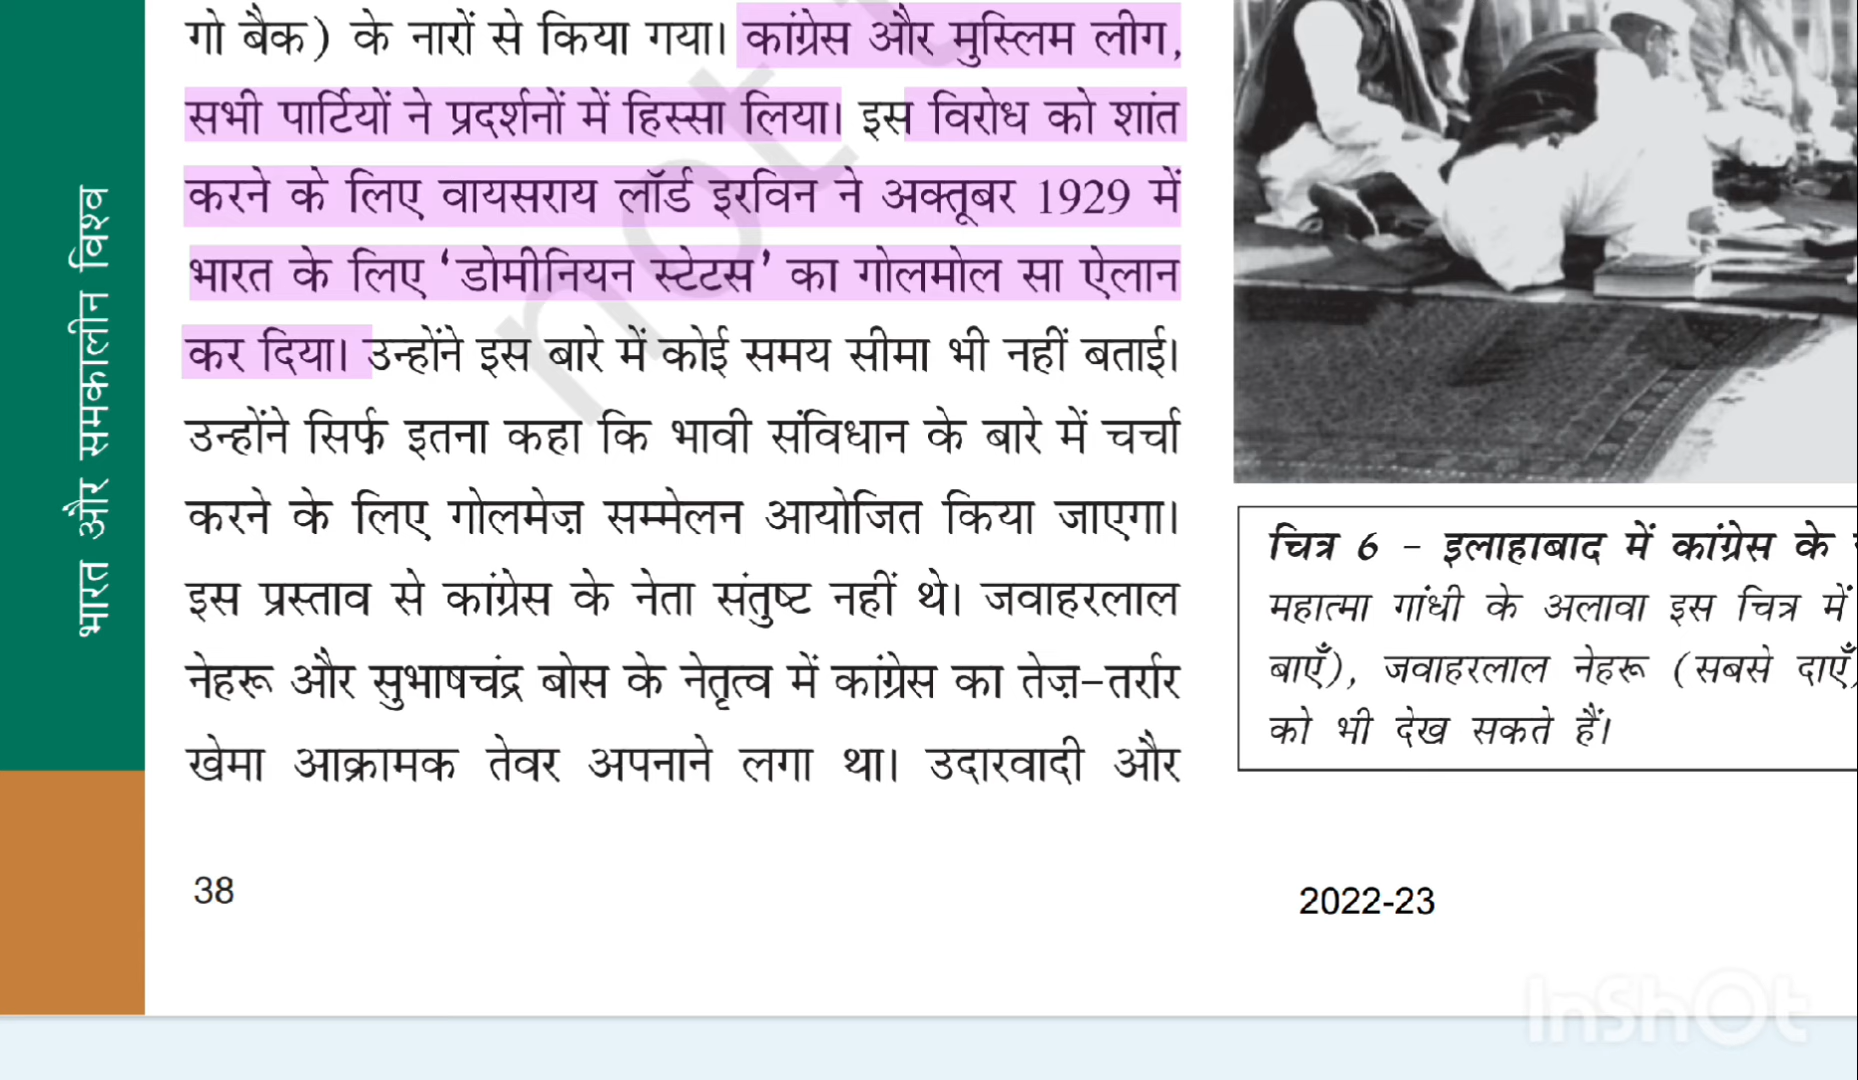 गो बैक) के नारों से किया गया। कांग्रेस और मुस्लिम लीग,
सभी पार्टियों ने प्रदर्शनों में हिस्सा लिया। इस विरोध को शांत
करने के लिए वायसराय लॉर्ड इरविन ने अक्तूबर 1929 में
भारत के लिए ‘डोमीनियन स्टेटस’ का गोलमोल सा ऐलान
कर दिया। उन्होंने इस बारे में कोई समय सीमा भी नहीं बताई।
उन्होंने सिर्फ़ इतना कहा कि भावी संविधान के बारे में चर्चा
करने के लिए गोलमेज़ सम्मेलन आयोजित किया जाएगा।
इस प्रस्ताव से कांग्रेस के नेता संतुष्ट नहीं थे। जवाहरलाल
नेहरू और सुभाषचंद्र बोस के नेतृत्व में कांग्रेस का तेज़-तर्रार
खेमा आक्रामक तेवर अपनाने लगा था। उदारवादी और
चित्र 6 – इलाहाबाद में कांग्रेस के
महात्मा गांधी के अलावा इस चित्र में
बाएँ), जवाहरलाल नेहरू (सबसे दाएँ)
को भी देख सकते हैं।
भारत और समकालीन विश्व
38
2022-23
not
InShOt